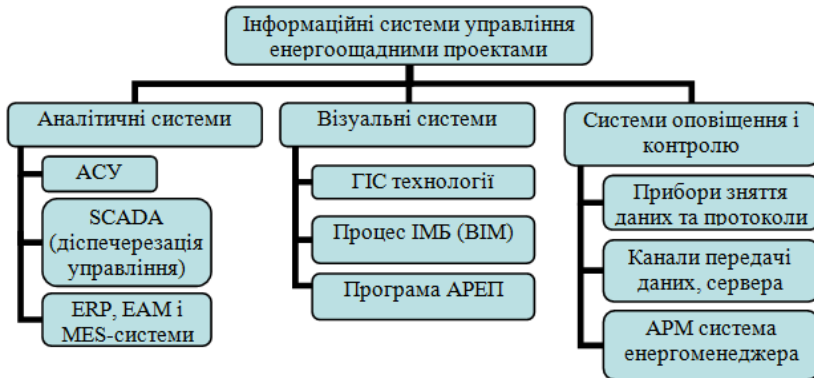 Інформаційні системи управління
енергоощадними проектами
Аналітичні системи
АСУ
SCADA
(діспечерезація
управління)
ERP, EAM і
MES-системи
Візуальні системи
ГІС технології
Процес ІМБ (BIM)
Програма АРЕП
Системи оповіщення і
контролю
Прибори зняття
даних та протоколи
Канали передачі
даних, сервера
АРМ система
енергоменеджера